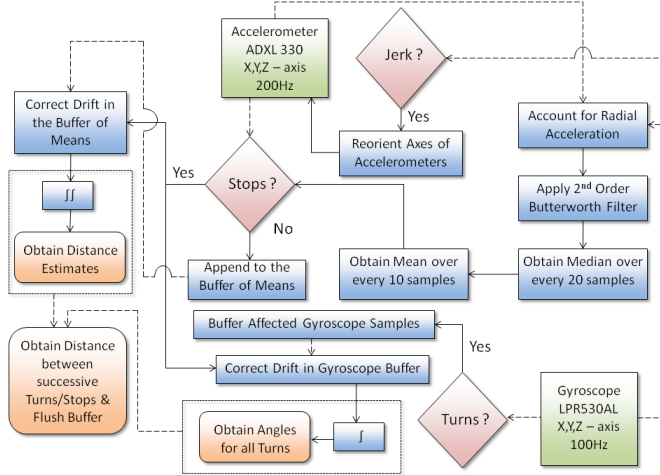 Accelerometer
ADXL 330
X,Y,Z – axis
200Hz
Jerk ?
Yes
Reorient Axes of
Accelerometers
Account for Radial
Acceleration
Apply 2nd Order
Butterworth Filter
Obtain Median over
every 20 samples
Obtain Mean over
every 10 samples
Stops ?
Yes
No
Correct Drift in
the Buffer of
Means
∫∫
Obtain Distance
Estimates
Append to the
Buffer of Means
Obtain Distance
between
successive
Turns/Stops &
Flush Buffer
Buffer Affected Gyroscope Samples
Yes
Correct Drift in Gyroscope Buffer
Obtain Angles
for all Turns
∫
Turns ?
Gyroscope
LPR530AL
X,Y,Z – axis
100Hz